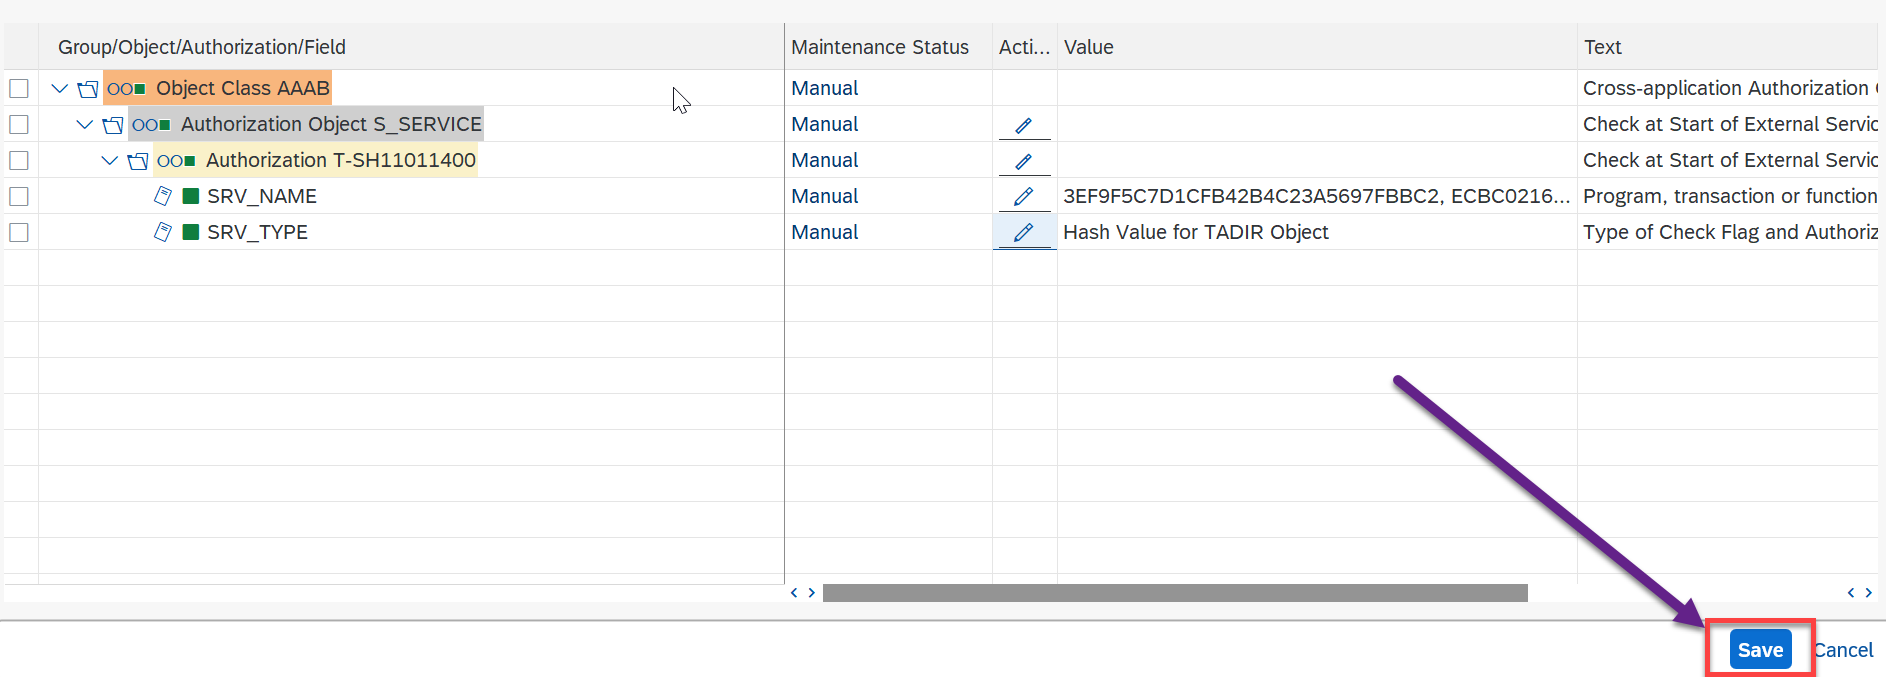 Group/Object/Authorization/Field Maintenance Status Acti... Value Text
Object Class AAAB Manual Cross-application Authorization
Authorization Object S_SERVICE Manual Check at Start of External Servic
Authorization T-SH11011400 Manual Check at Start of External Servic
SRV_NAME Manual 3EF9F5C7D1CFB42B4C23A5697FBBC2, ECBC0216... Program, transaction or function
SRV_TYPE Manual Hash Value for TADIR Object Type of Check Flag and Authoriz
Save Cancel